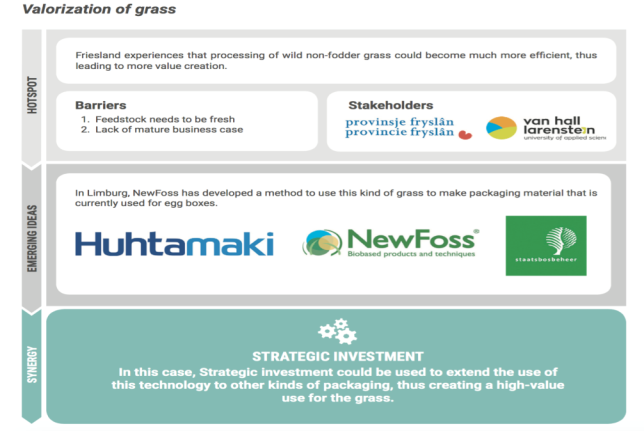 Valorization of grass
HOTSPOT
Friesland experiences that processing of wild non-fodder grass could become much more efficient, thus
leading to more value creation.
Barriers
1. Feedstock needs to be fresh
2. Lack of mature business case
Stakeholders
provinsje fryslân
provincie fryslân
van hall
larenstein
university of applied scien
EMERGING IDEAS
In Limburg, NewFoss has developed a method to use this kind of grass to make packaging material that is
currently used for egg boxes.
Huhtamaki
NewFoss®
Biobased products and techniques
staatsbosbeheer
SYNERGY
STRATEGIC INVESTMENT
In this case, Strategic investment could be used to extend the use of
this technology to other kinds of packaging, thus creating a high-value
use for the grass.